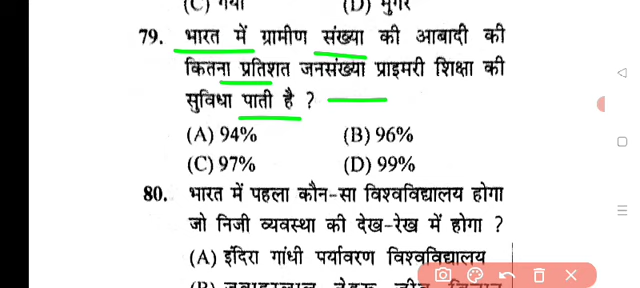 (C) गया (D) मुंगेर
79. भारत में ग्रामीण संख्या की आबादी की
कितना प्रतिशत जनसंख्या प्राइमरी शिक्षा की
सुविधा पाती है ?
(A) 94% (B) 96%
(C) 97% (D) 99%
80. भारत में पहला कौन-सा विश्वविद्यालय होगा
जो निजी व्यवस्था की देख-रेख में होगा ?
(A) इंदिरा गांधी पर्यावरण विश्वविद्यालय